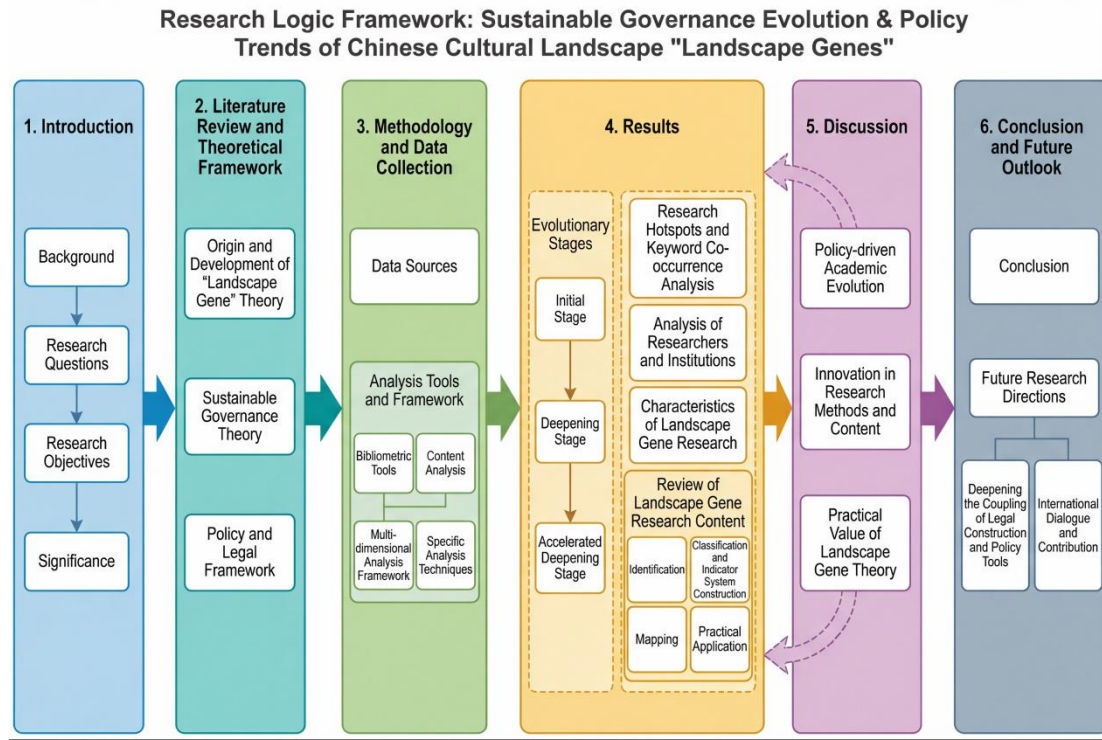 Research Logic Framework: Sustainable Governance Evolution & Policy
Trends of Chinese Cultural Landscape "Landscape Genes"
1. Introduction
Background
Research
Questions
Research
Objectives
Significance
2. Literature
Review and
Theoretical
Framework
Origin and
Development of
“Landscape
Gene” Theory
Sustainable
Governance
Theory
Policy and
Legal
Framework
3. Methodology
and Data
Collection
Data Sources
Analysis Tools
and Framework
Bibliometric
Tools
Content
Analysis
Multi-
dimensional
Analysis
Framework
Specific
Analysis
Techniques
4. Results
Evolutionary
Stages
Initial
Stage
Deepening
Stage
Accelerated
Deepening
Stage
Research
Hotspots and
Keyword Co-
occurrence
Analysis
Analysis of
Researchers
and Institutions
Characteristics
of Landscape
Gene Research
Review of
Landscape Gene
Research Content
Identification
Classification and
Indicator
System
Construction
Mapping
Practical
Application
5. Discussion
Policy-driven
Academic
Evolution
Innovation in
Research
Methods and
Content
Practical
Value of
Landscape
Gene Theory
6. Conclusion
and Future
Outlook
Conclusion
Future Research
Directions
Deepening
the Coupling
of Legal
Construction
and Policy
Tools
International
Dialogue
and
Contribution